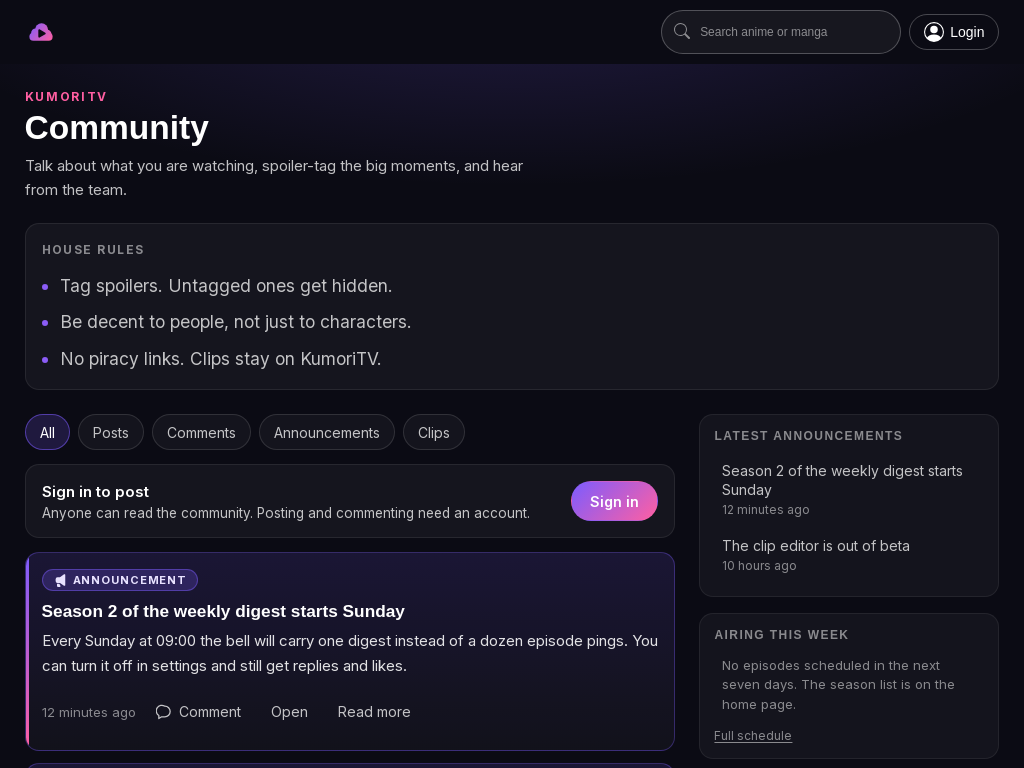 Search anime or manga
Login
KUMORITV
Community
Talk about what you are watching, spoiler-tag the big moments, and hear
from the team.
HOUSE RULES
Tag spoilers. Untagged ones get hidden.
Be decent to people, not just to characters.
No piracy links. Clips stay on KumoriTV.
All
Posts
Comments
Announcements
Clips
Sign in to post
Anyone can read the community. Posting and commenting need an account.
Sign in
ANNOUNCEMENT
Season 2 of the weekly digest starts Sunday
Every Sunday at 09:00 the bell will carry one digest instead of a dozen episode pings. You
can turn it off in settings and still get replies and likes.
12 minutes ago
Comment
Open
Read more
LATEST ANNOUNCEMENTS
Season 2 of the weekly digest starts
Sunday
12 minutes ago
The clip editor is out of beta
10 hours ago
AIRING THIS WEEK
No episodes scheduled in the next
seven days. The season list is on the
home page.
Full schedule